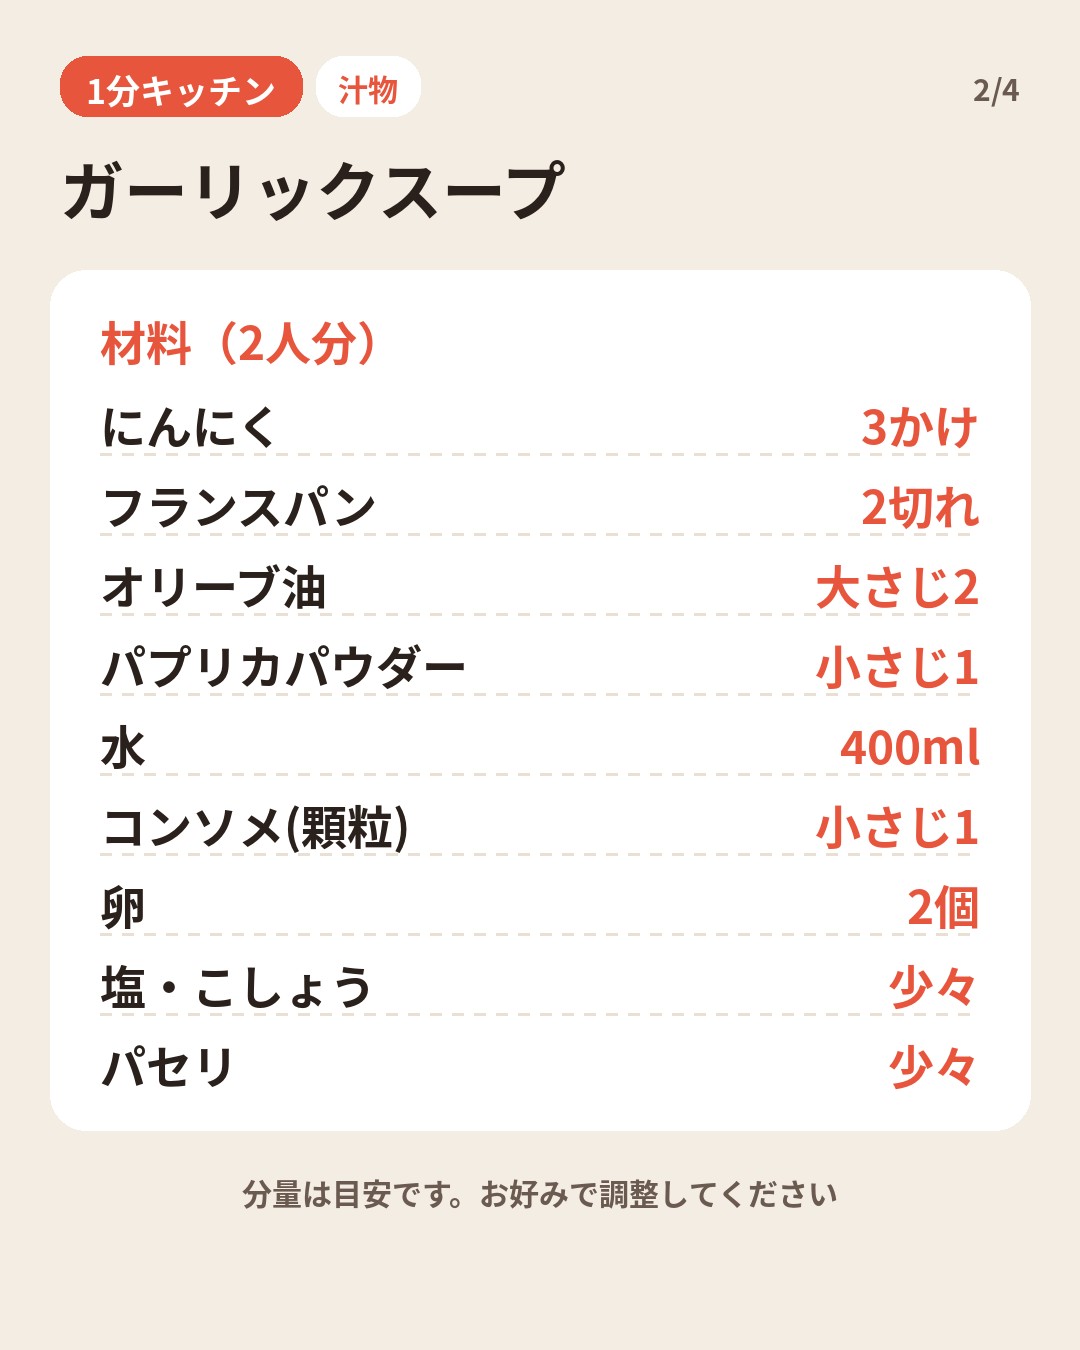 1分キッチン 汁物 2/4
ガーリックスープ
材料（2人分）
にんにく 3かけ
フランスパン 2切れ
オリーブ油 大さじ2
パプリカパウダー 小さじ1
水 400ml
コンソメ(顆粒) 小さじ1
卵 2個
塩・こしょう 少々
パセリ 少々
分量は目安です。お好みで調整してください